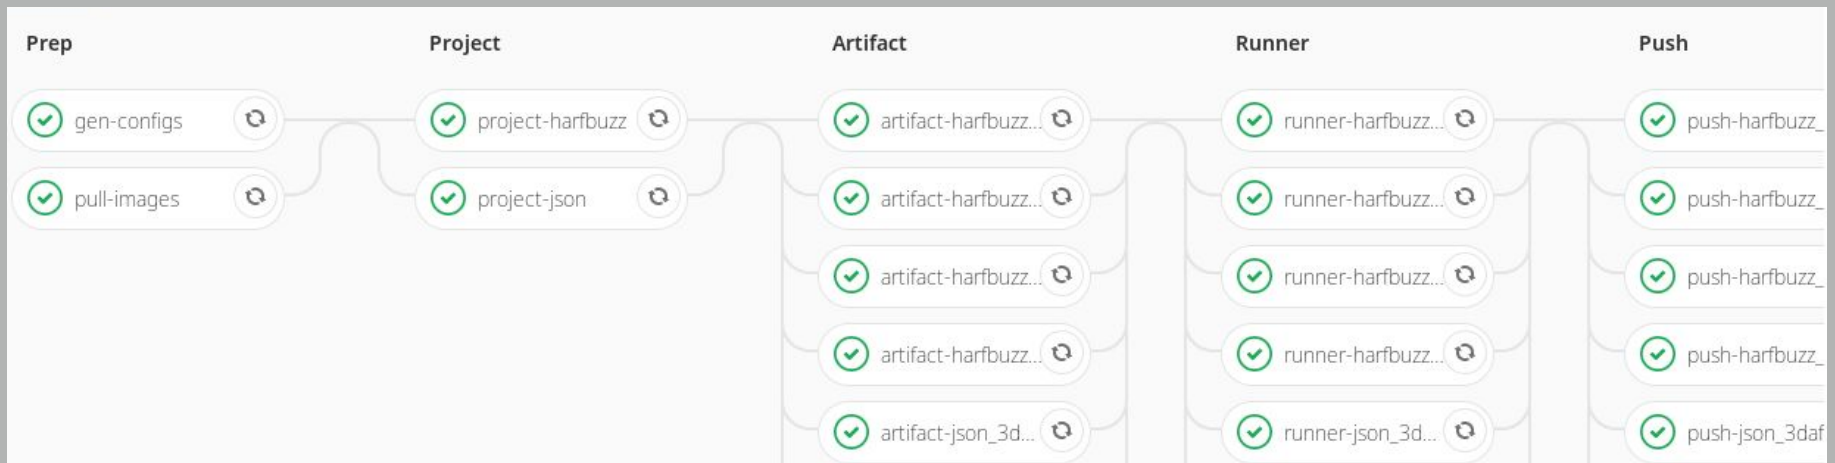 Prep
Project
Artifact
Runner
Push
gen-configs
project-harfbuzz
artifact-harfbuzz...
runner-harfbuzz...
push-harfbuzz_
pull-images
project-json
artifact-harfbuzz...
runner-harfbuzz...
push-harfbuzz_
artifact-harfbuzz...
runner-harfbuzz...
push-harfbuzz_
artifact-harfbuzz...
runner-harfbuzz...
push-harfbuzz_
artifact-json_3d...
runner-json_3d...
push-json_3daf